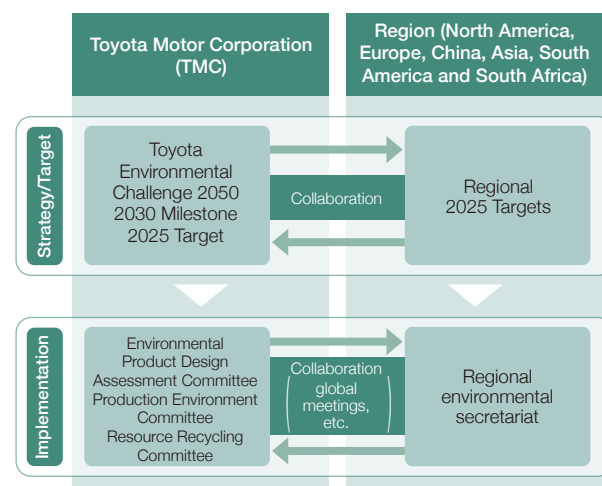 Toyota Motor Corporation
(TMC)
Region (North America,
Europe, China, Asia, South
America and South Africa)
Strategy/Target
Toyota
Environmental
Challenge 2050
2030 Milestone
2025 Target
Collaboration
Regional
2025 Targets
Implementation
Environmental
Product Design
Assessment Committee
Production Environment
Committee
Resource Recycling
Committee
Collaboration
(global
meetings,
etc.)
Regional
environmental
secretariat